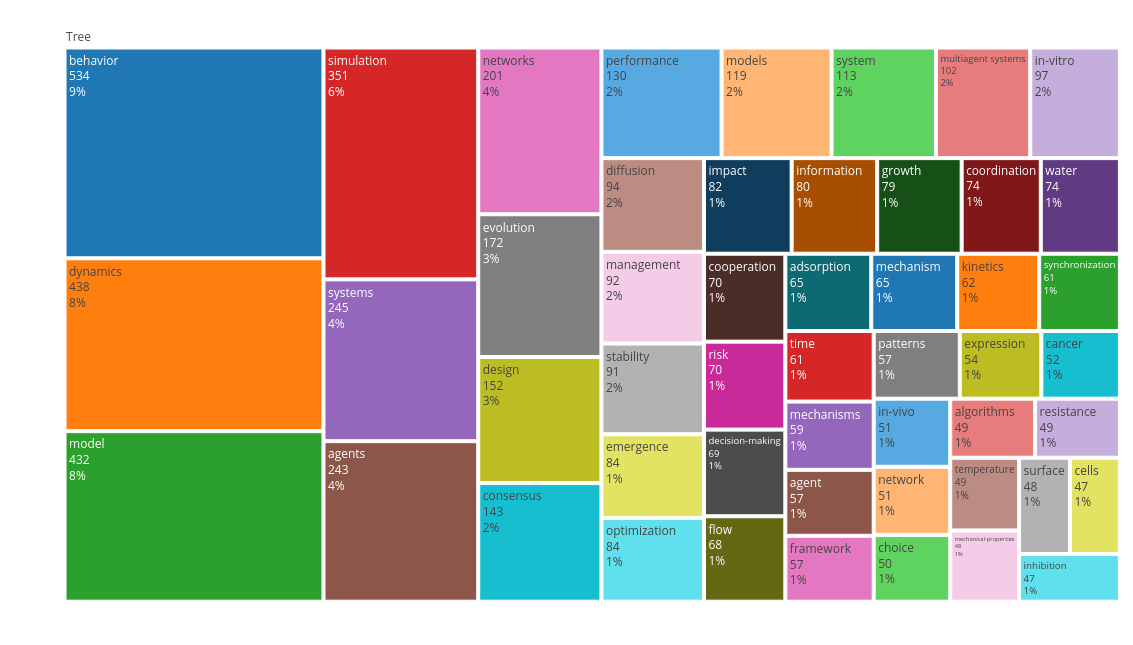 Tree
behavior
534
9%
dynamics
438
8%
model
432
8%
simulation
351
6%
systems
245
4%
agents
243
4%
networks
201
4%
evolution
172
3%
design
152
3%
consensus
143
2%
performance
130
2%
models
119
2%
system
113
2%
multiagent systems
102
2%
in-vitro
97
2%
diffusion
94
2%
management
92
2%
stability
91
2%
emergence
84
1%
optimization
84
1%
impact
82
1%
information
80
1%
growth
79
1%
coordination
74
1%
water
74
1%
cooperation
70
1%
risk
70
1%
decision-making
69
1%
flow
68
1%
adsorption
65
1%
mechanism
65
1%
kinetics
62
1%
synchronization
61
1%
time
61
1%
mechanisms
59
1%
agent
57
1%
framework
57
1%
patterns
57
1%
expression
54
1%
cancer
52
1%
in-vivo
51
1%
network
51
1%
choice
50
1%
algorithms
49
1%
resistance
49
1%
temperature
49
1%
mechanical-properties
48
1%
surface
48
1%
cells
47
1%
inhibition
47
1%